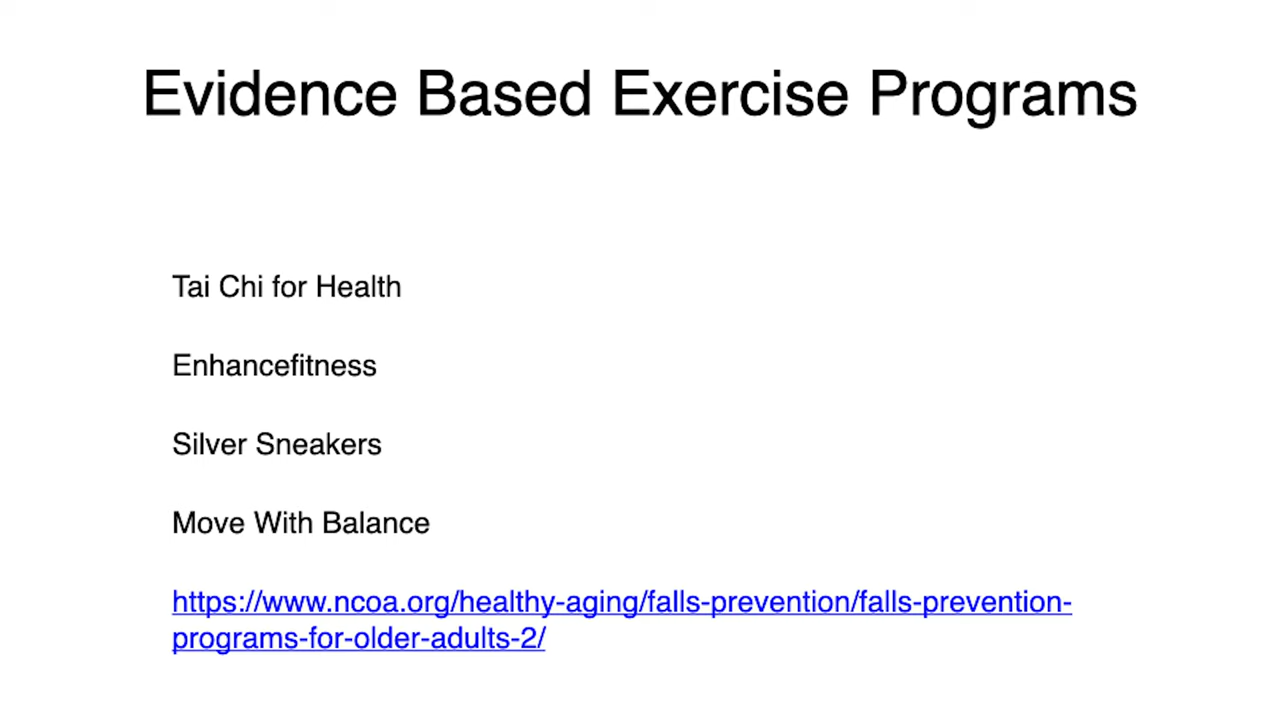 Evidence Based Exercise Programs
Tai Chi for Health
Enhancefitness
Silver Sneakers
Move With Balance
https://www.ncoa.org/healthy-aging/falls-prevention/falls-prevention-
programs-for-older-adults-2/